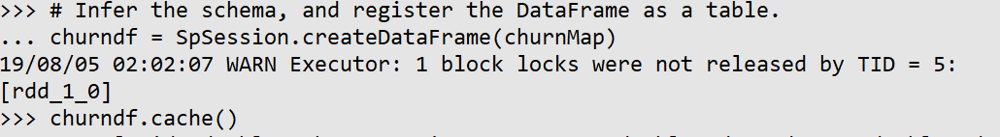 >>> # Infer the schema, and register the DataFrame as a table.
... churndf = SpSession.createDataFrame(churnMap)
19/08/05 02:02:07 WARN Executor: 1 block locks were not released by TID = 5:
[rdd_1_0]
>>> churndf.cache()